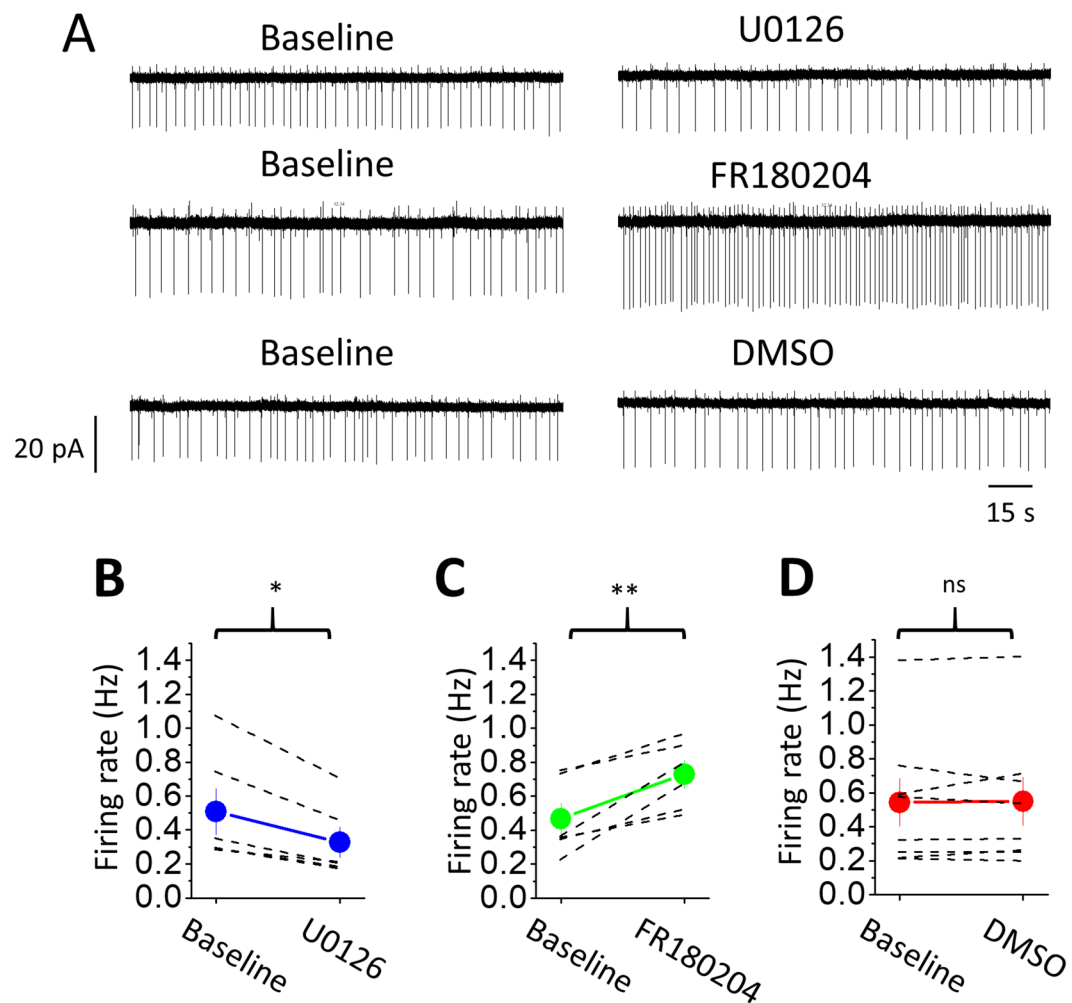 A
Baseline
U0126
Baseline
FR180204
Baseline
DMSO
20 pA
15 s
B
*
Firing rate (Hz)
1.4
1.2
1.0
0.8
0.6
0.4
0.2
0.0
Baseline
U0126
C
**
Firing rate (Hz)
1.4
1.2
1.0
0.8
0.6
0.4
0.2
0.0
Baseline
FR180204
D
ns
Firing rate (Hz)
1.4
1.2
1.0
0.8
0.6
0.4
0.2
0.0
Baseline
DMSO